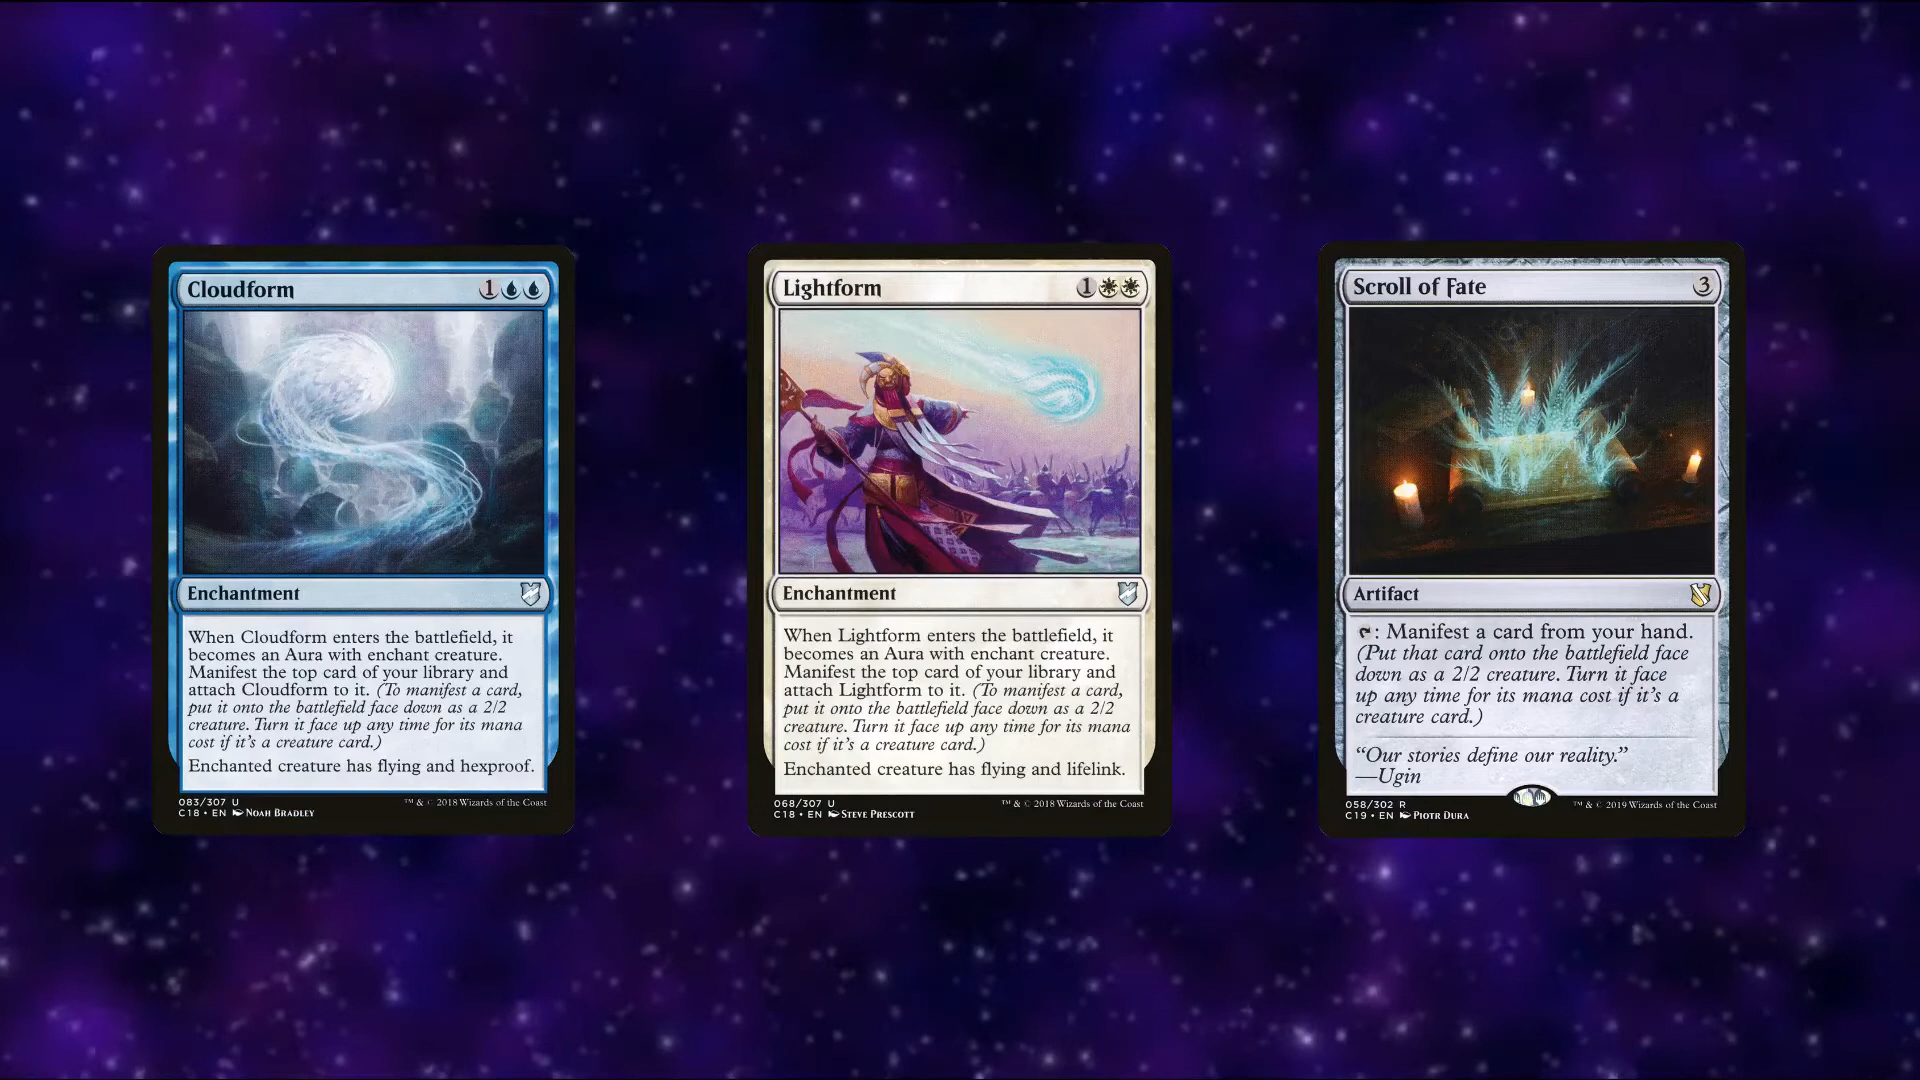 Cloudform 1
Enchantment
When Cloudform enters the battlefield, it
becomes an Aura with enchant creature.
Manifest the top card of your library and
attach Cloudform to it. (To manifest a card,
put it onto the battlefield face down as a 2/2
creature. Turn it face up any time for its mana
cost if it's a creature card.)
Enchanted creature has flying and hexproof.
083/307 U
C18 • EN NOAH BRADLEY
™ & © 2018 Wizards of the Coast
Lightform 1
Enchantment
When Lightform enters the battlefield, it
becomes an Aura with enchant creature.
Manifest the top card of your library and
attach Lightform to it. (To manifest a card,
put it onto the battlefield face down as a 2/2
creature. Turn it face up any time for its mana
cost if it's a creature card.)
Enchanted creature has flying and lifelink.
068/307 U
C18 • EN STEVE PRESCOTT
™ & © 2018 Wizards of the Coast
Scroll of Fate 3
Artifact
: Manifest a card from your hand.
(Put that card onto the battlefield face
down as a 2/2 creature. Turn it face
up any time for its mana cost if it's a
creature card.)
“Our stories define our reality.”
—Ugin
058/302 R
C19 • EN PIOTR DURA
™ & © 2019 Wizards of the Coast